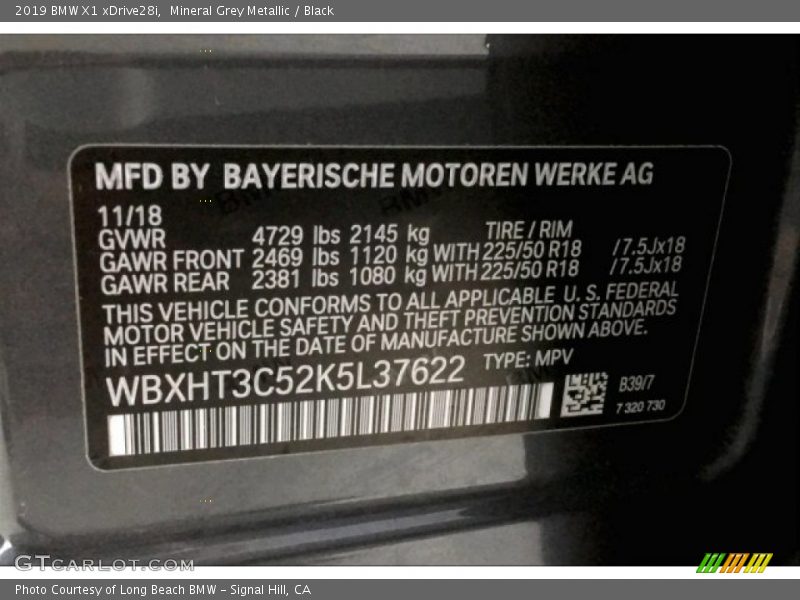 2019 BMW X1 xDrive28i, Mineral Grey Metallic / Black
MFD BY BAYERISCHE MOTOREN WERKE AG
11/18
GVWR 4729 lbs 2145 kg TIRE / RIM
GAWR FRONT 2469 lbs 1120 kg WITH 225/50 R18 /7.5Jx18
GAWR REAR 2381 lbs 1080 kg WITH 225/50 R18 /7.5Jx18
THIS VEHICLE CONFORMS TO ALL APPLICABLE U. S. FEDERAL
MOTOR VEHICLE SAFETY AND THEFT PREVENTION STANDARDS
IN EFFECT ON THE DATE OF MANUFACTURE SHOWN ABOVE.
WBXHT3C52K5L37622 TYPE: MPV
B39/7
7 320 730
GTCARLOT.COM
Photo Courtesy of Long Beach BMW - Signal Hill, CA